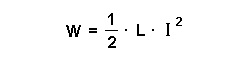 W = 1/2 · L · I²